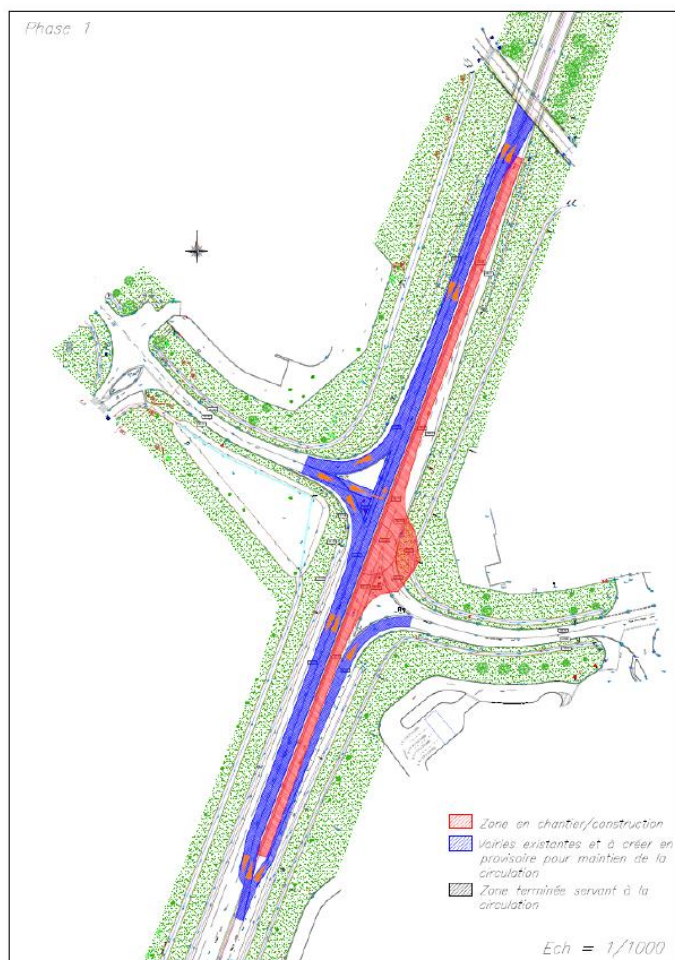 Phase 1
Zone en chantier/construction
Voiries existantes et à créer en
provisoire pour maintien de la
circulation
Zone terminée servant à la
circulation
Ech = 1/1000